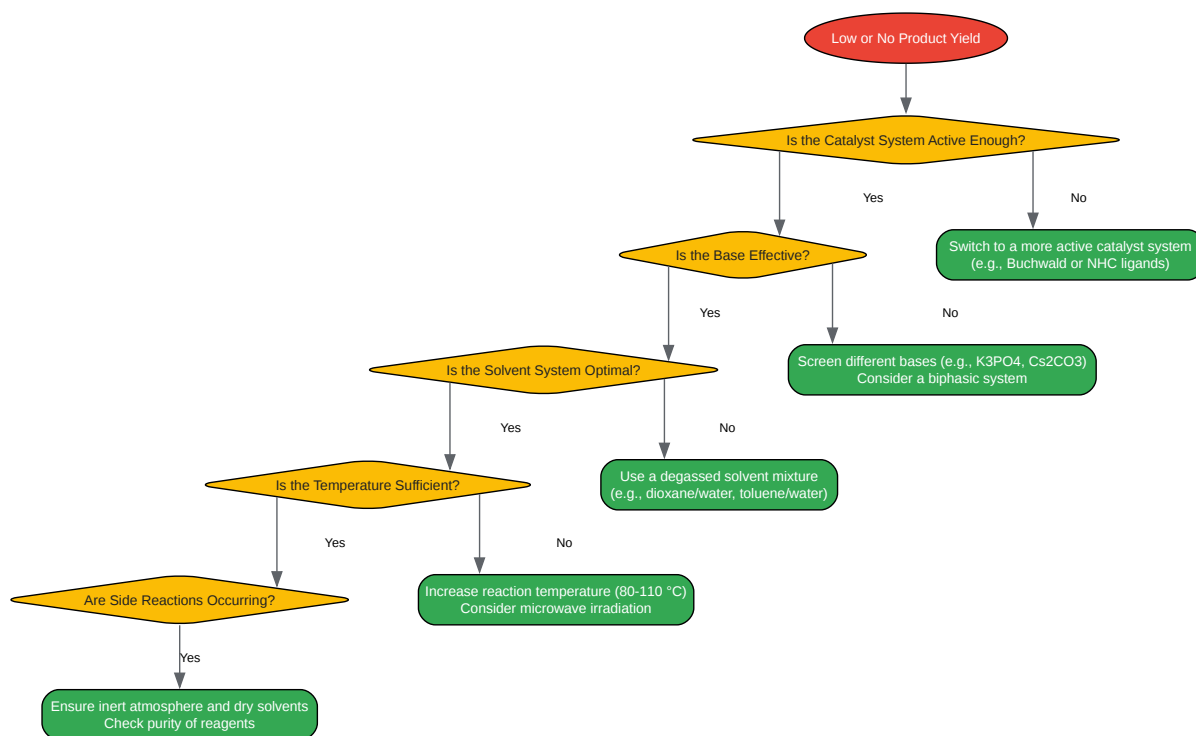 Low or No Product Yield
Is the Catalyst System Active Enough?
Yes
No
Switch to a more active catalyst system
(e.g., Buchwald or NHC ligands)
Is the Base Effective?
Yes
No
Screen different bases (e.g., K3PO4, Cs2CO3)
Consider a biphasic system
Is the Solvent System Optimal?
Yes
No
Use a degassed solvent mixture
(e.g., dioxane/water, toluene/water)
Is the Temperature Sufficient?
Yes
No
Increase reaction temperature (80-110 °C)
Consider microwave irradiation
Are Side Reactions Occurring?
Yes
Ensure inert atmosphere and dry solvents
Check purity of reagents